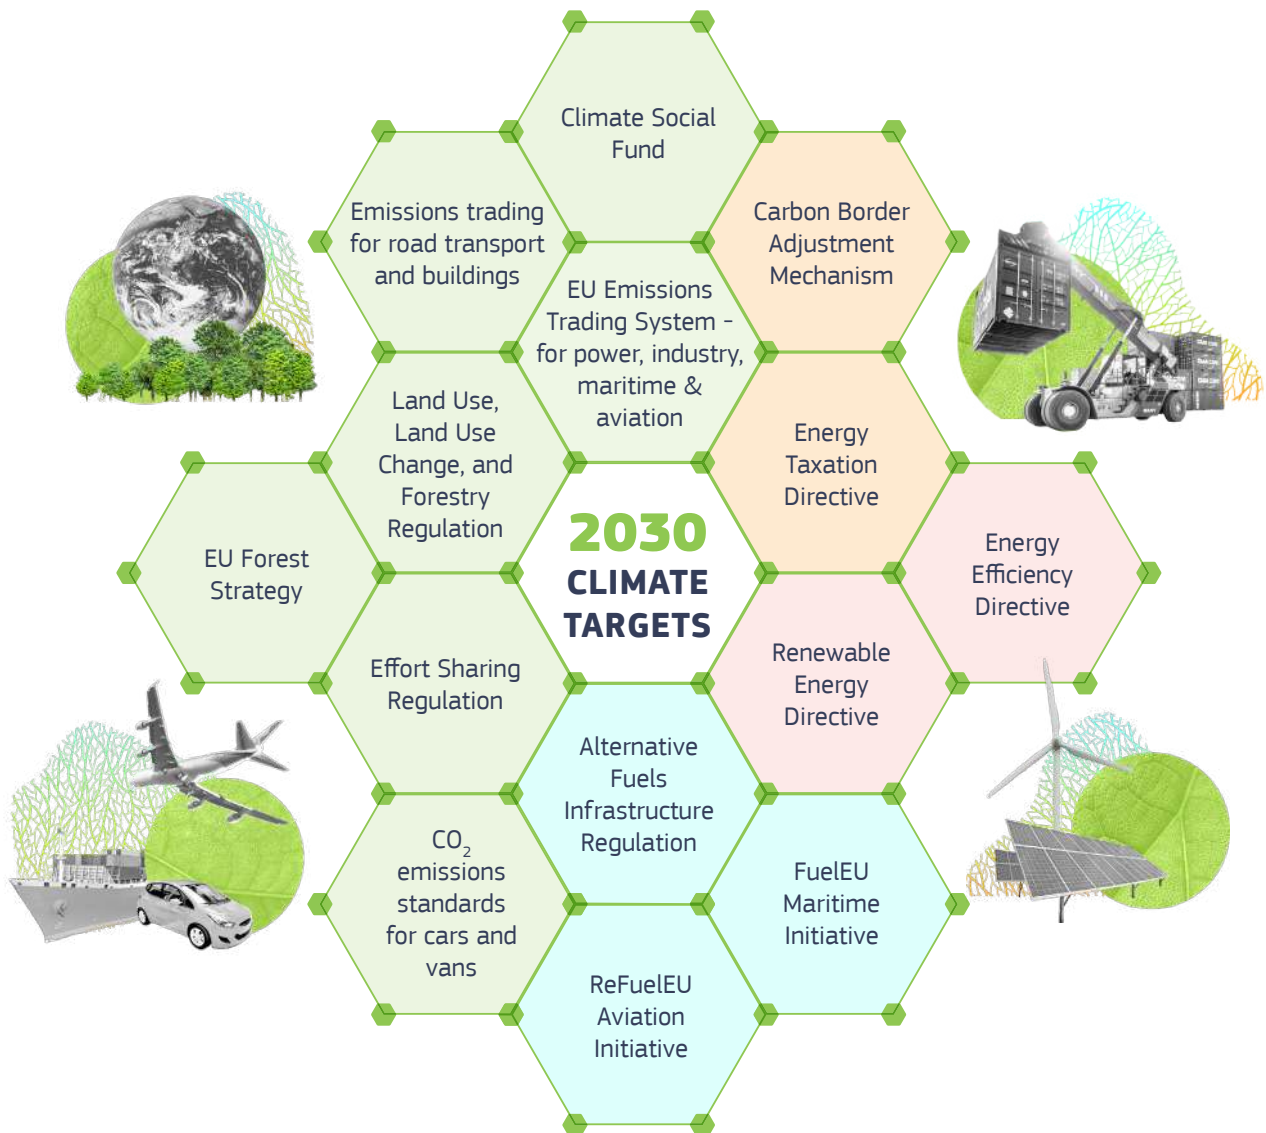 Climate Social
Fund
Emissions trading
for road transport
and buildings
Carbon Border
Adjustment
Mechanism
EU Emissions
Trading System -
for power, industry,
maritime &
aviation
Land Use,
Land Use
Change, and
Forestry
Regulation
Energy
Taxation
Directive
EU Forest
Strategy
2030
CLIMATE
TARGETS
Energy
Efficiency
Directive
Effort Sharing
Regulation
Renewable
Energy
Directive
Alternative
Fuels
Infrastructure
Regulation
CO₂
emissions
standards
for cars and
vans
FuelEU
Maritime
Initiative
ReFuelEU
Aviation
Initiative